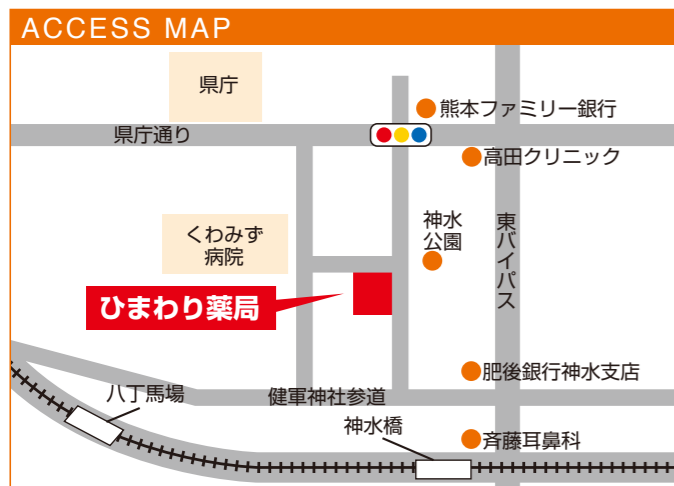 ACCESS MAP
県庁
熊本ファミリー銀行
県庁通り
高田クリニック
くわみず
病院
神水
公園
東バイパス
ひまわり薬局
肥後銀行神水支店
八丁馬場
健軍神社参道
神水橋
斉藤耳鼻科